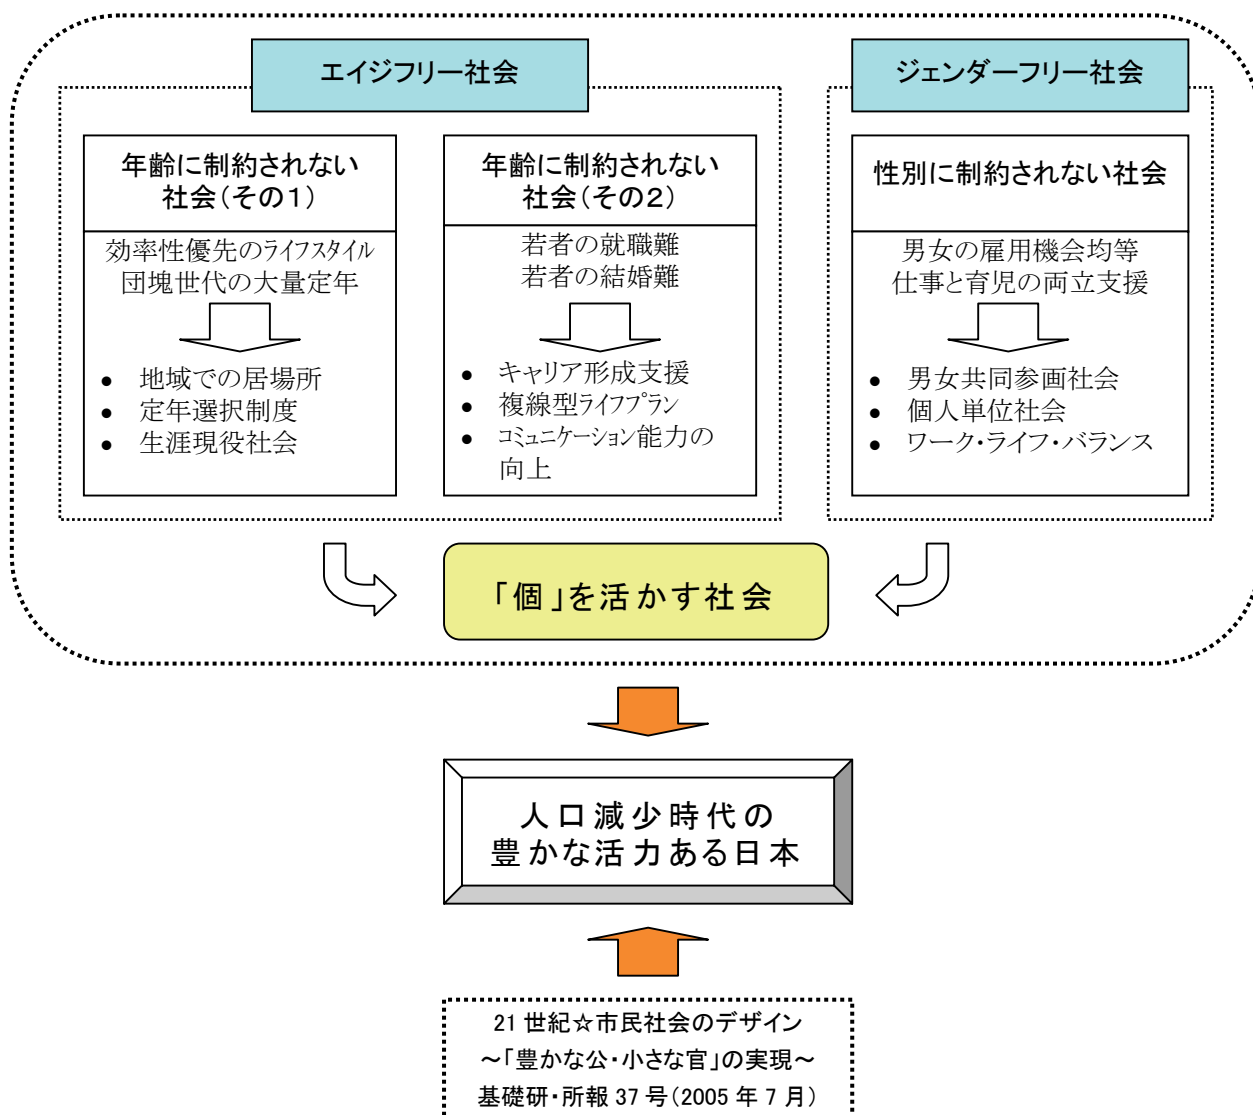 エイジフリー社会
年齢に制約されない
社会（その１）
効率性優先のﾗｲﾌｽﾀｲﾙ
団塊世代の大量定年
● 地域での居場所
● 定年選択制度
● 生涯現役社会
年齢に制約されない
社会（その２）
若者の就職難
若者の結婚難
● キャリア形成支援
● 複線型ﾗｲﾌﾌﾟﾗﾝ
● ｺﾐｭﾆｹｰｼｮﾝ能力の
向上
ジェンダーフリー社会
性別に制約されない社会
男女の雇用機会均等
仕事と育児の両立支援
● 男女共同参画社会
● 個人単位社会
● ワーク・ライフ・バランス
「個」を活かす社会
人口減少時代の
豊かな活力ある日本
21 世紀☆市民社会のデザイン
～「豊かな公・小さな官」の実現～
基礎研・所報 37 号（2005 年 7 月）